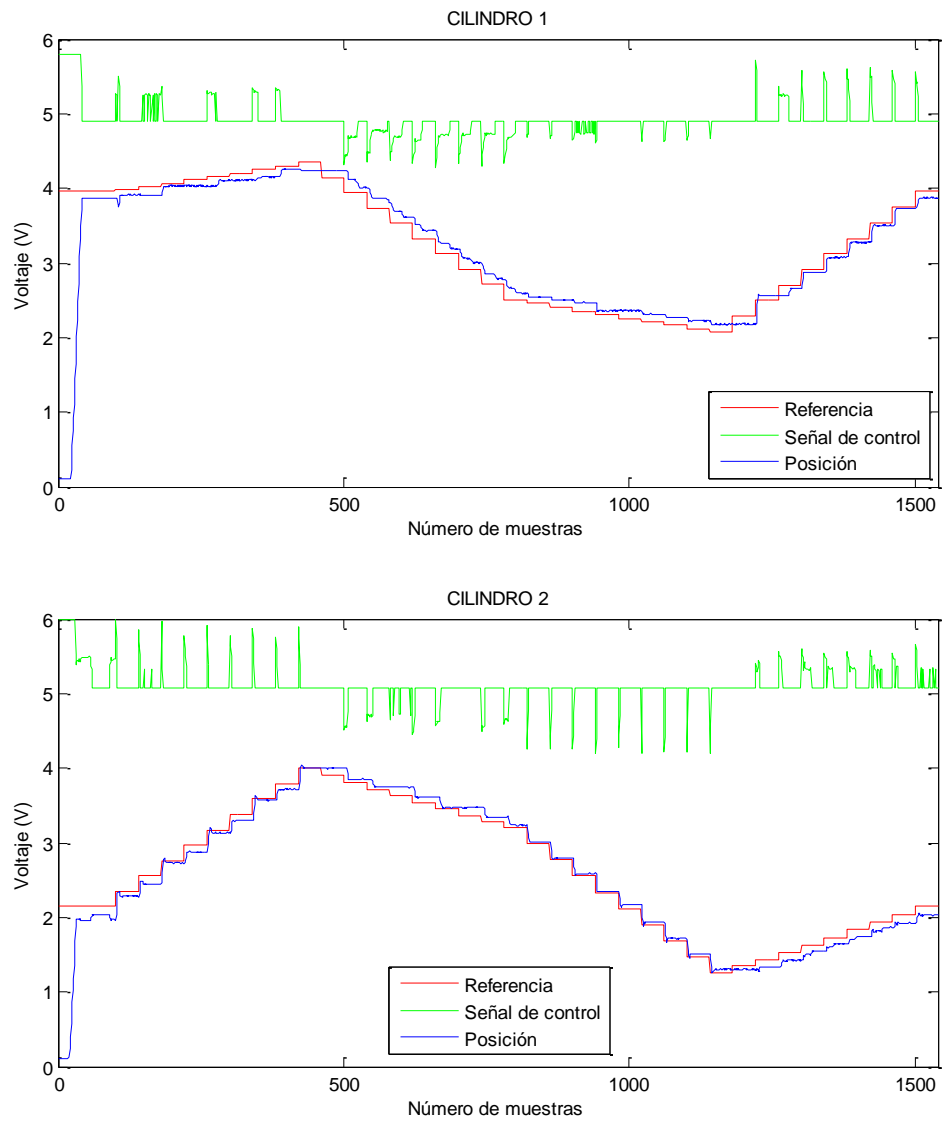 CILINDRO 1
6
5
4
3
2
1
0
Voltaje (V)
Referencia
Señal de control
Posición
0 500 1000 1500
Número de muestras
CILINDRO 2
6
5
4
3
2
1
0
Voltaje (V)
Referencia
Señal de control
Posición
0 500 1000 1500
Número de muestras